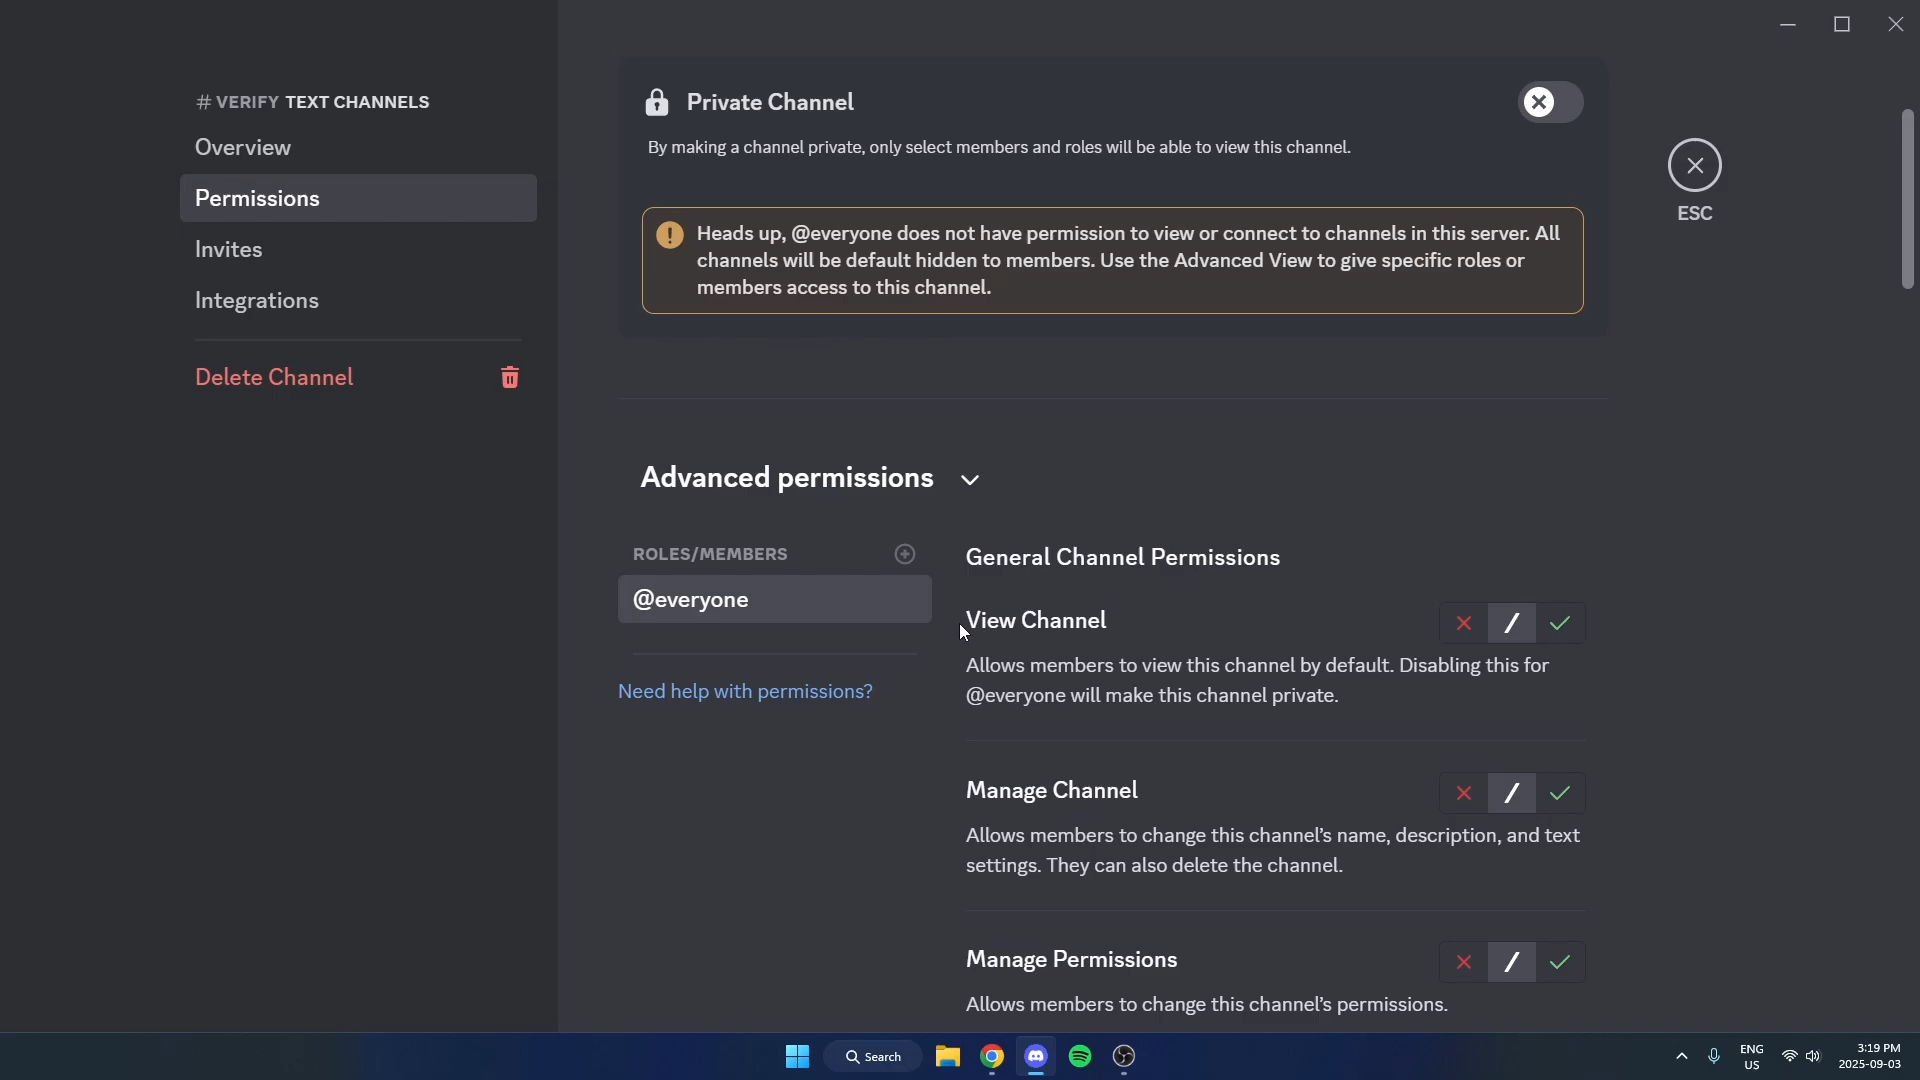 # VERIFY TEXT CHANNELS
Overview
Permissions
Invites
Integrations
Delete Channel
Private Channel
By making a channel private, only select members and roles will be able to view this channel.
Heads up, @everyone does not have permission to view or connect to channels in this server. All
channels will be default hidden to members. Use the Advanced View to give specific roles or
members access to this channel.
ESC
Advanced permissions
ROLES/MEMBERS
@everyone
Need help with permissions?
General Channel Permissions
View Channel
Allows members to view this channel by default. Disabling this for
@everyone will make this channel private.
Manage Channel
Allows members to change this channel's name, description, and text
settings. They can also delete the channel.
Manage Permissions
Allows members to change this channel's permissions.
Search
ENG
US
3:19 PM
2025-09-03